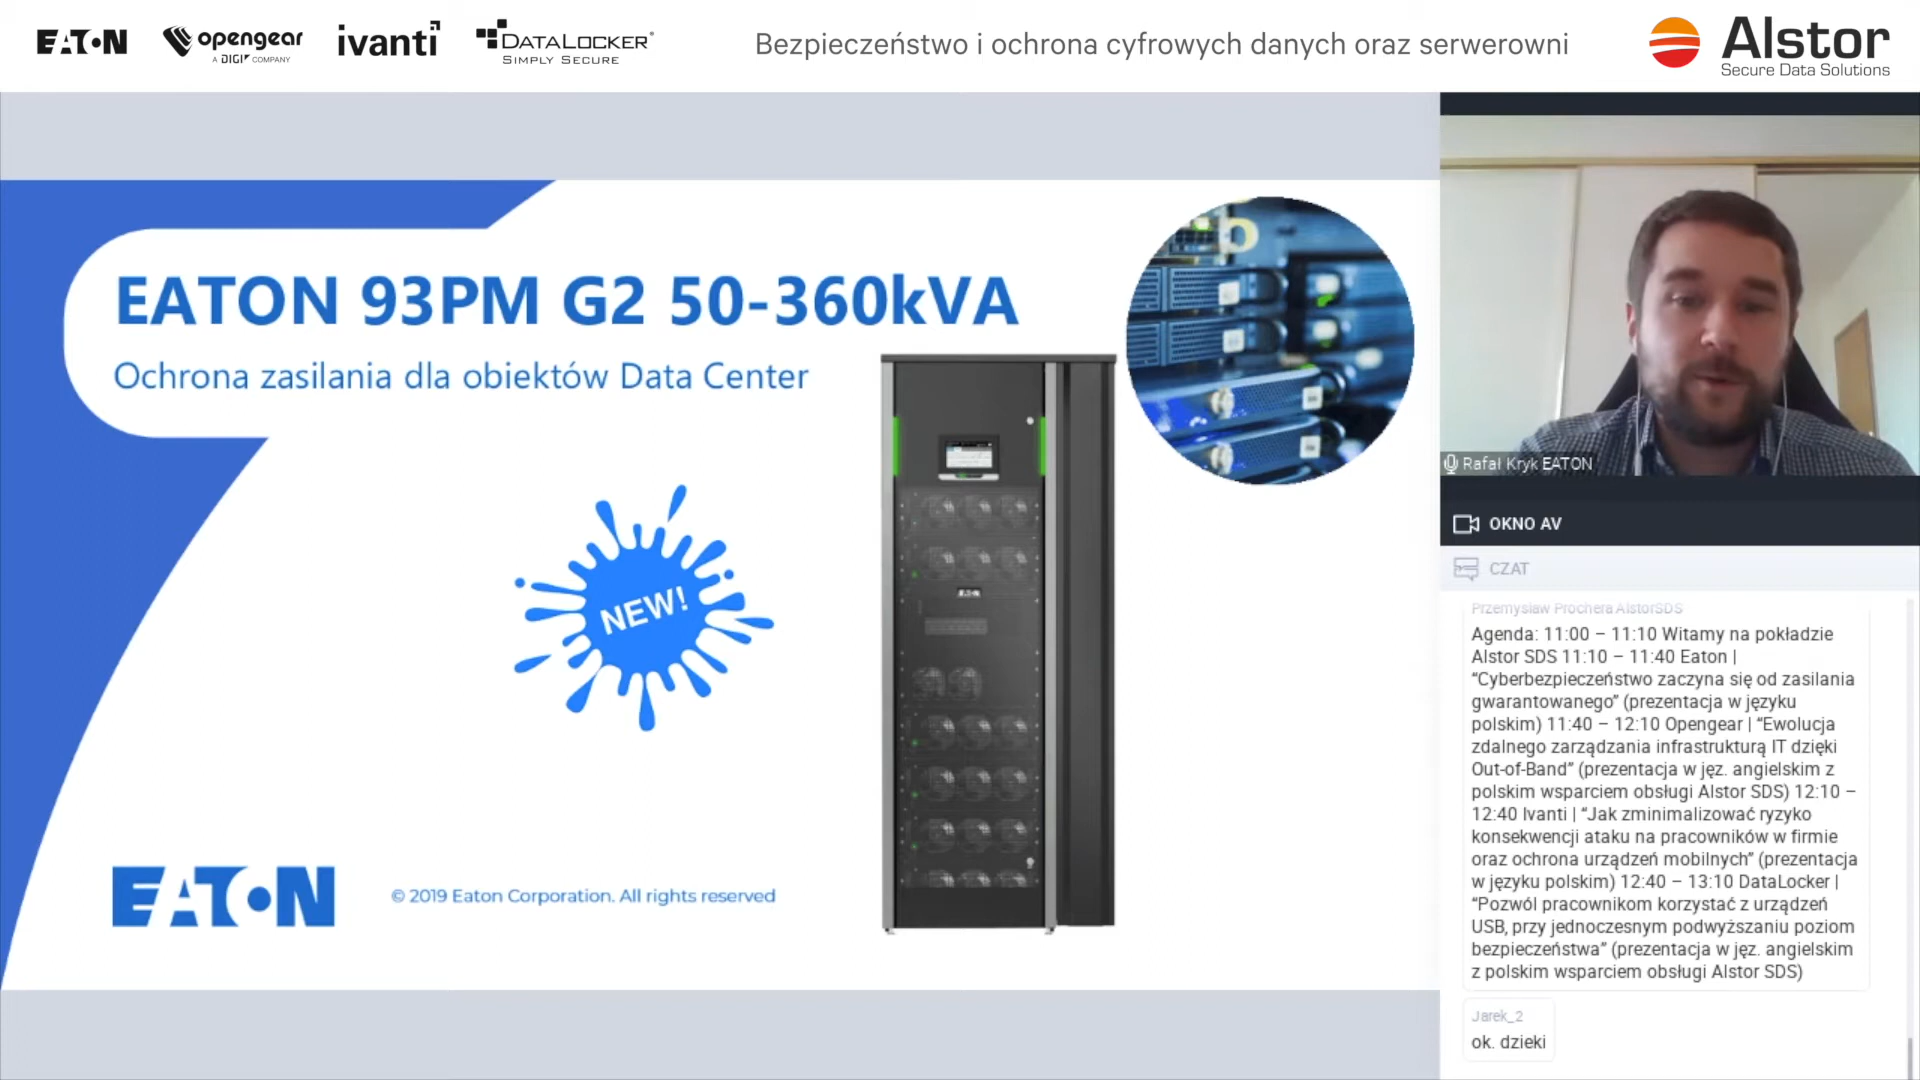 EATON
opengear
A DIGI COMPANY
ivanti
DATALOCKER
SIMPLY SECURE
Bezpieczeństwo i ochrona cyfrowych danych oraz serwerowni
Alstor
Secure Data Solutions
EATON 93PM G2 50-360kVA
Ochrona zasilania dla obiektów Data Center
NEW!
EATON
EATON
© 2019 Eaton Corporation. All rights reserved
Rafał Kryk EATON
OKNO AV
CZAT
Przemysław Prochera AlstorSDS
Agenda: 11:00 – 11:10 Witamy na pokładzie
Alstor SDS 11:10 – 11:40 Eaton |
“Cyberbezpieczeństwo zaczyna się od zasilania
gwarantowanego” (prezentacja w języku
polskim) 11:40 – 12:10 Opengear | “Ewolucja
zdalnego zarządzania infrastrukturą IT dzięki
Out-of-Band” (prezentacja w jęz. angielskim z
polskim wsparciem obsługi Alstor SDS) 12:10 –
12:40 Ivanti | “Jak zminimalizować ryzyko
konsekwencji ataku na pracowników w firmie
oraz ochrona urządzeń mobilnych” (prezentacja
w języku polskim) 12:40 – 13:10 DataLocker |
“Pozwól pracownikom korzystać z urządzeń
USB, przy jednoczesnym podwyższaniu poziom
bezpieczeństwa” (prezentacja w jęz. angielskim
z polskim wsparciem obsługi Alstor SDS)
Jarek_2
ok. dzieki